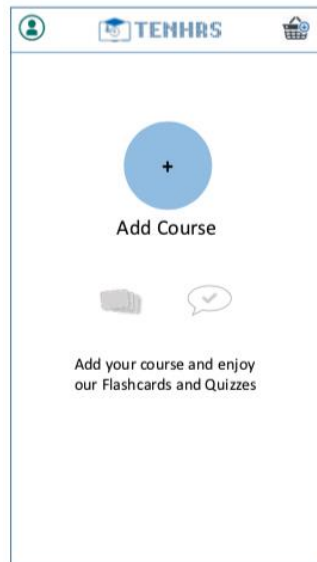 TENHRS
+
Add Course
Add your course and enjoy
our Flashcards and Quizzes